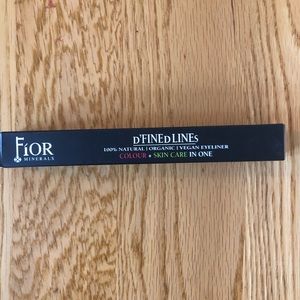 FiOR
MINERALS
D'FINED LINEs
100% NATURAL | ORGANIC | VEGAN EYELINER
COLOUR + SKIN CARE IN ONE